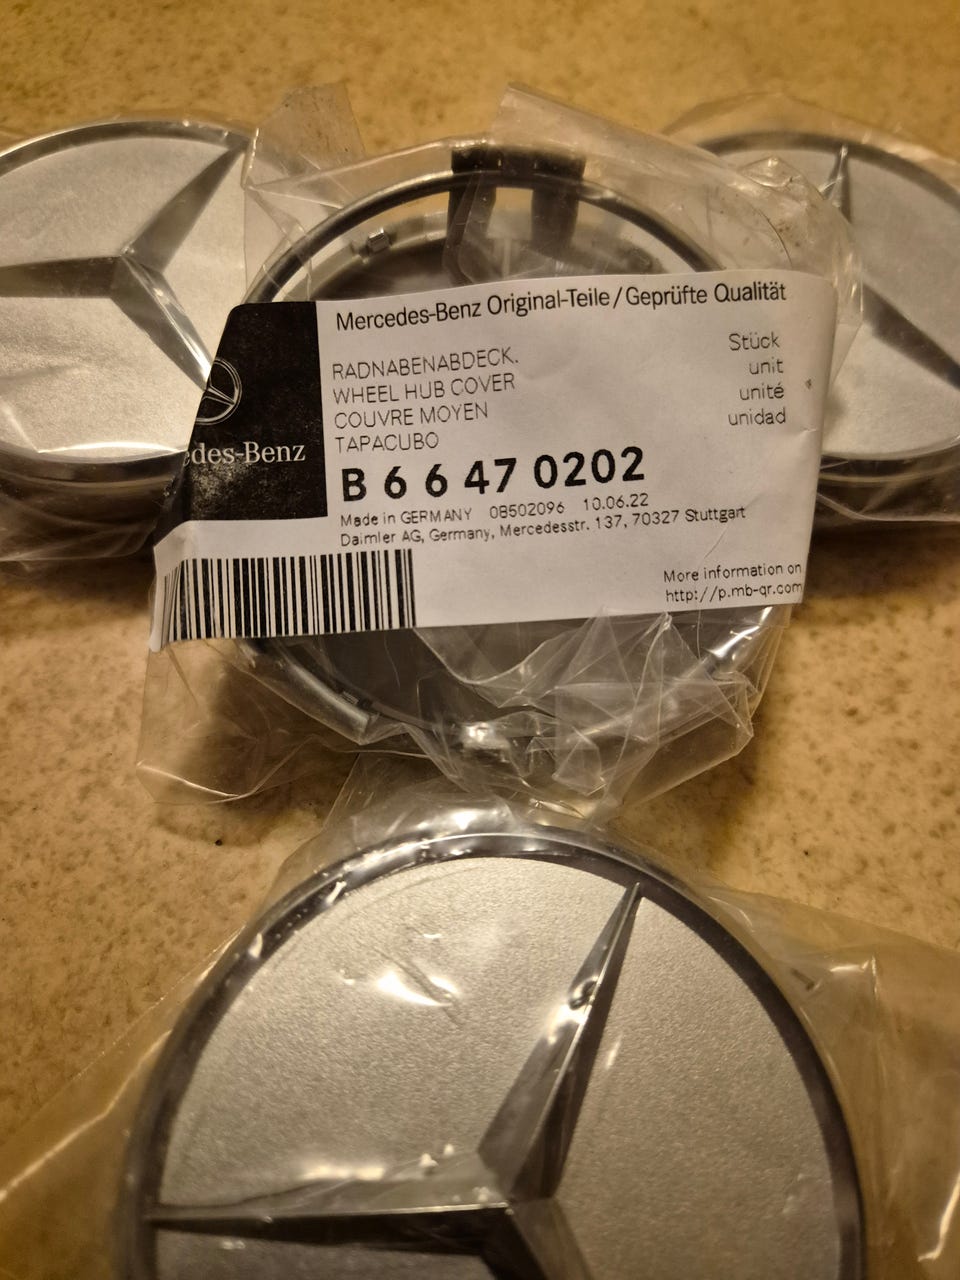 Mercedes-Benz Original-Teile/Geprüfte Qualität
RADNABENABDECK.
WHEEL HUB COVER
COUVRE MOYEN
TAPACUBO
Stück
unit
unité
unidad
edes-Benz
B 6 6 47 0202
Made in GERMANY 08502096 10.06.22
Daimler AG, Germany, Mercedesstr. 137, 70327 Stuttgart
More information on
http://p.mb-qr.com